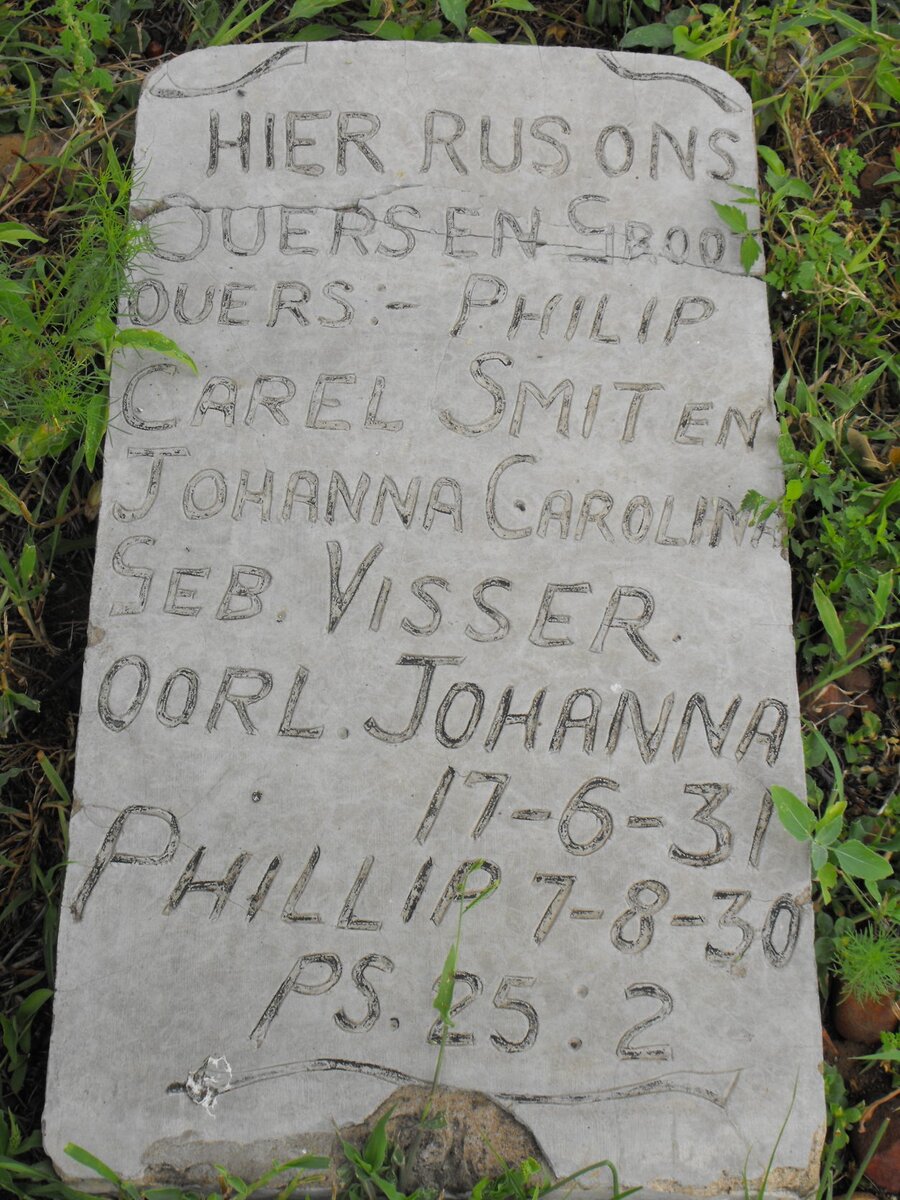 HIER RUS ONS
OUERS EN GROOT
OUERS.- PHILIP
CAREL SMIT EN
JOHANNA CAROLINA
GEB. VISSER.
OORL. JOHANNA
17-6-31
PHILLIP 7-8-30
PS. 25:2